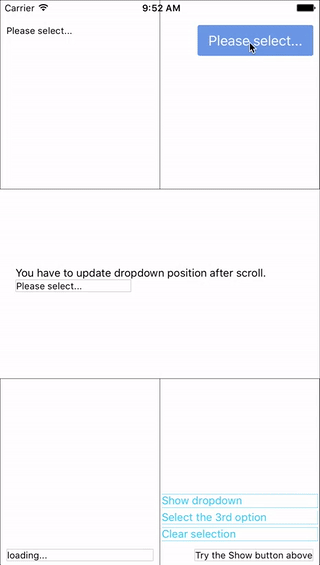 Carrier 9:52 AM
Please select...
Please select...
You have to update dropdown position after scroll.
Please select...
Show dropdown
Select the 3rd option
Clear selection
loading...
Try the Show button above